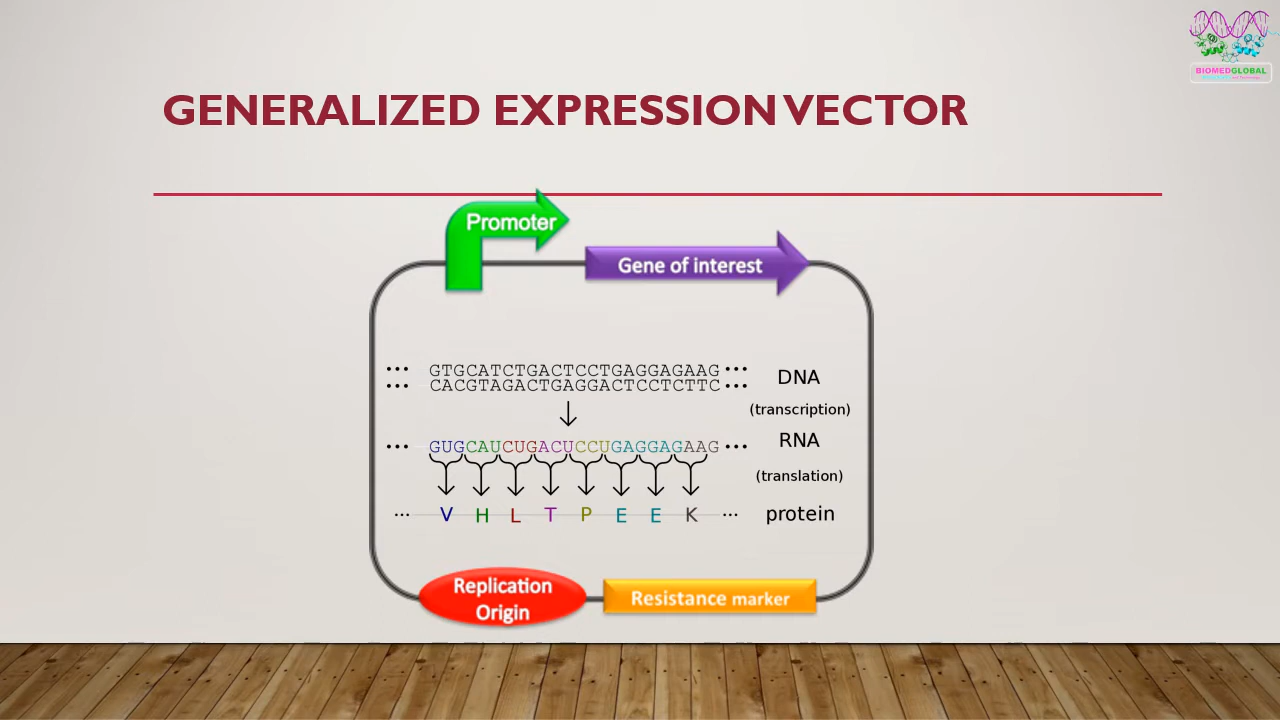 BIOMEDGLOBAL
GENERALIZED EXPRESSION VECTOR
Promoter
Gene of interest
... GTGCATCTGACTCCTGAGGAGAAG ...
... CACGTAGACTGAGGACTCCTCTTC ...
DNA
(transcription)
... GUGCAUCUGACUCCUGAGGAGAAG ...
RNA
(translation)
... V H L T P E E K ...
protein
Replication
Origin
Resistance marker